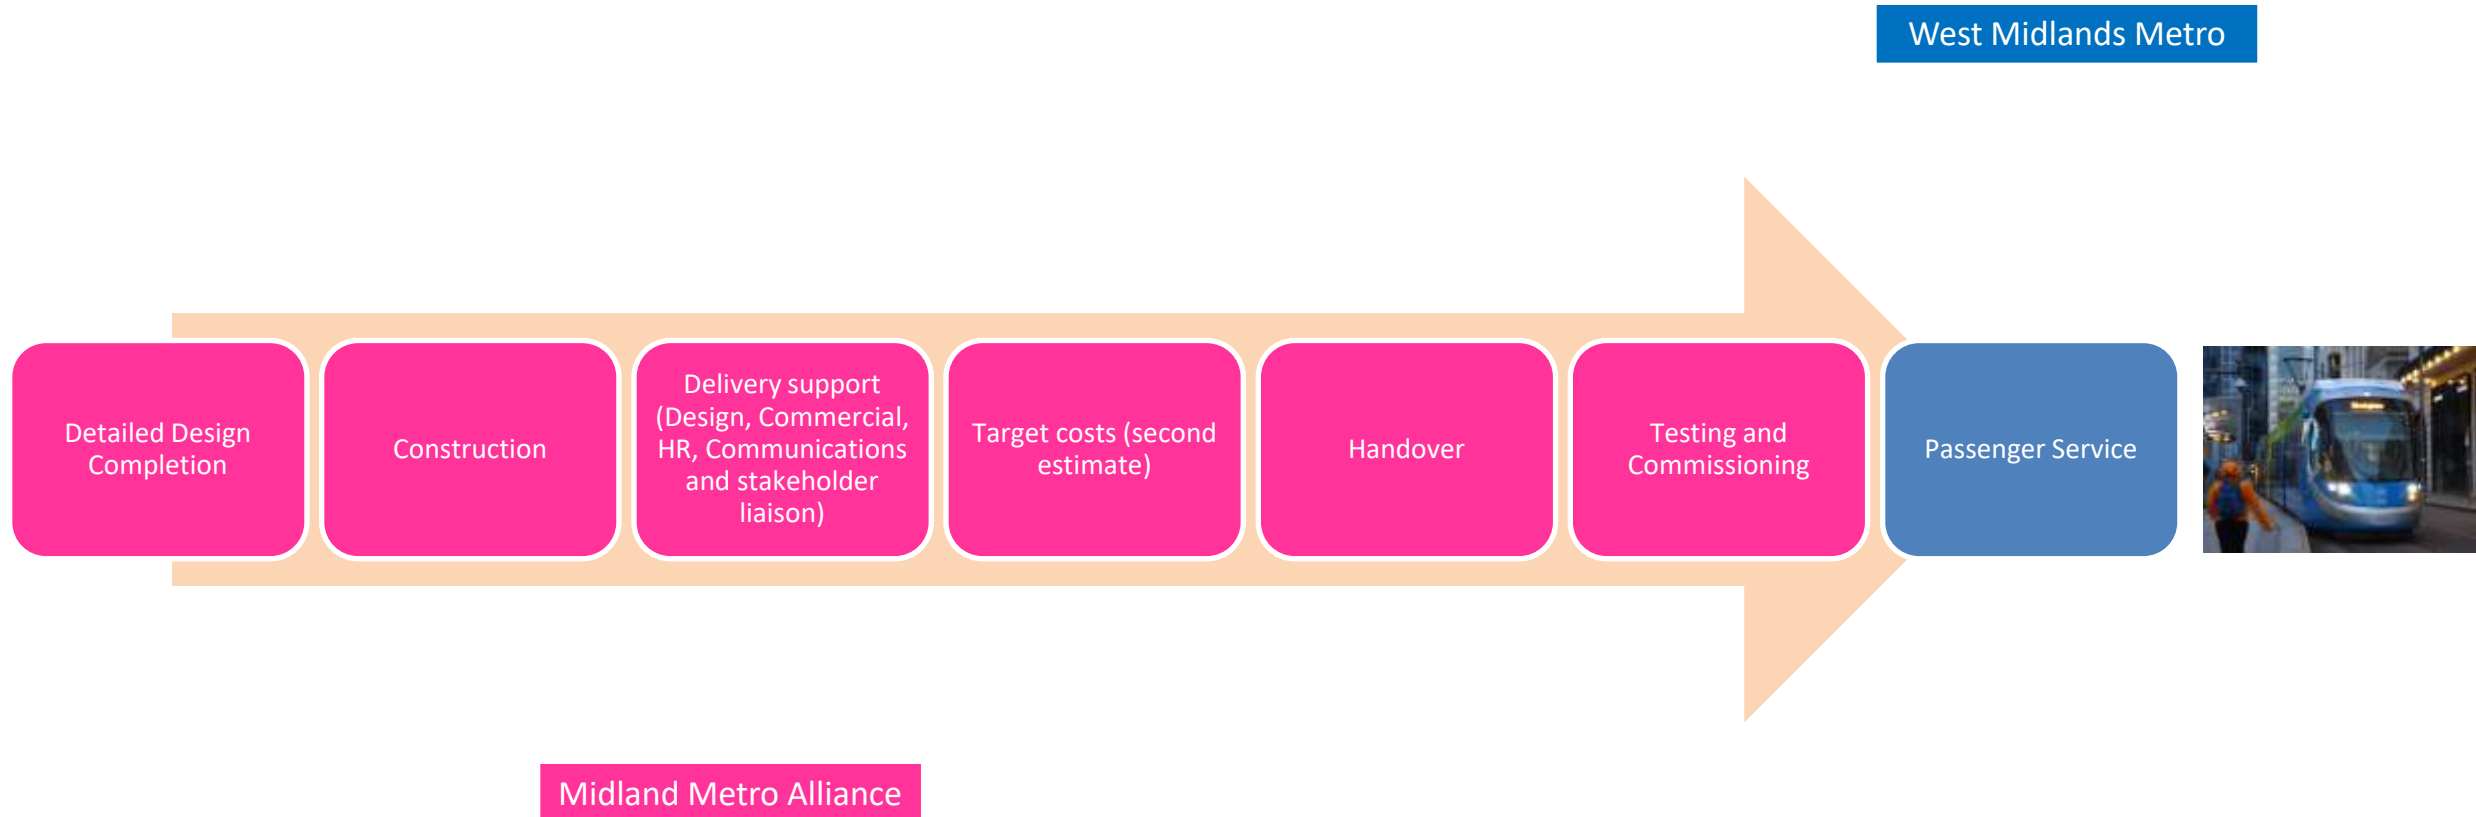 West Midlands Metro
Detailed Design
Completion
Construction
Delivery support
(Design, Commercial,
HR, Communications
and stakeholder
liaison)
Target costs (second
estimate)
Handover
Testing and
Commissioning
Passenger Service
Midland Metro Alliance